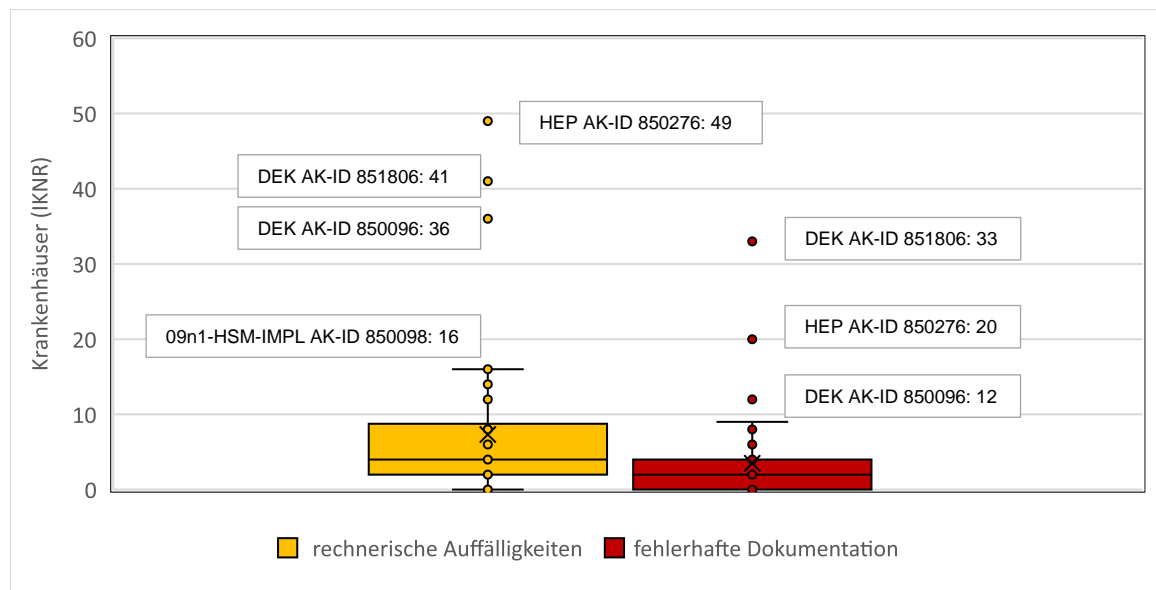 Krankenhäuser (IKNR)
60
50
40
30
20
10
0
HEP AK-ID 850276: 49
DEK AK-ID 851806: 41
DEK AK-ID 850096: 36
09n1-HSM-IMPL AK-ID 850098: 16
DEK AK-ID 851806: 33
HEP AK-ID 850276: 20
DEK AK-ID 850096: 12
rechnerische Auffälligkeiten
fehlerhafte Dokumentation